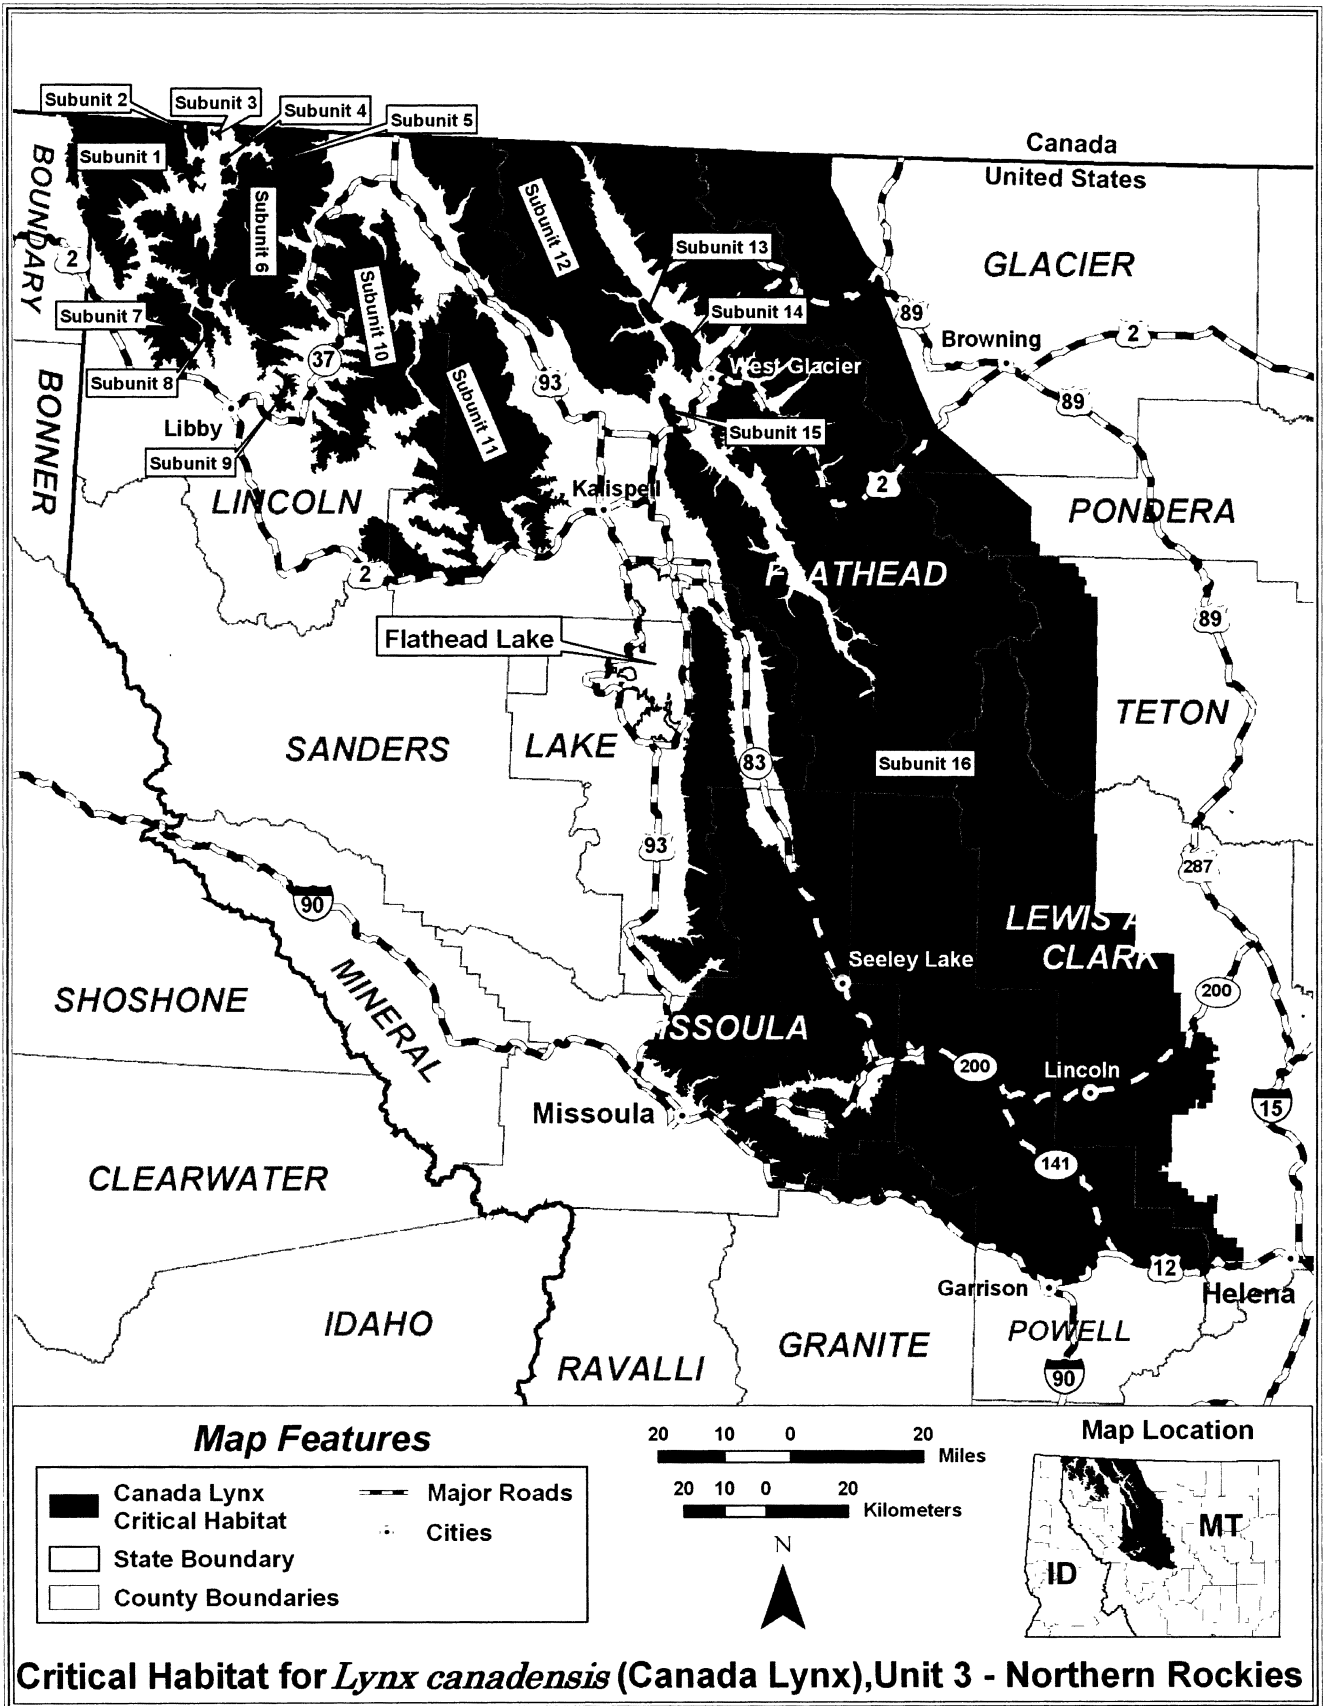 Subunit 2
Subunit 3
Subunit 4
Subunit 5
Canada
United States
Subunit 1
BOUNDARY
Subunit 6
Subunit 12
Subunit 13
GLACIER
2
Subunit 10
Subunit 7
Subunit 14
89
Browning
2
37
West Glacier
Subunit 8
93
BONNER
Subunit 11
89
Libby
Subunit 15
Subunit 9
Kalispell
2
LINCOLN
PONDERA
2
FLATHEAD
89
Flathead Lake
TETON
SANDERS
LAKE
83
Subunit 16
93
287
90
LEWIS A
CLARK
Seeley Lake
SHOSHONE
MINERAL
200
ISSOULA
200
Lincoln
Missoula
15
141
CLEARWATER
12
Garrison
Helena
IDAHO
POWELL
GRANITE
RAVALLI
90
Map Features
Canada Lynx
Critical Habitat
State Boundary
County Boundaries
Major Roads
Cities
20 10 0 20
Miles
20 10 0 20
Kilometers
N
Map Location
MT
ID
Critical Habitat for Lynx canadensis (Canada Lynx),Unit 3 - Northern Rockies